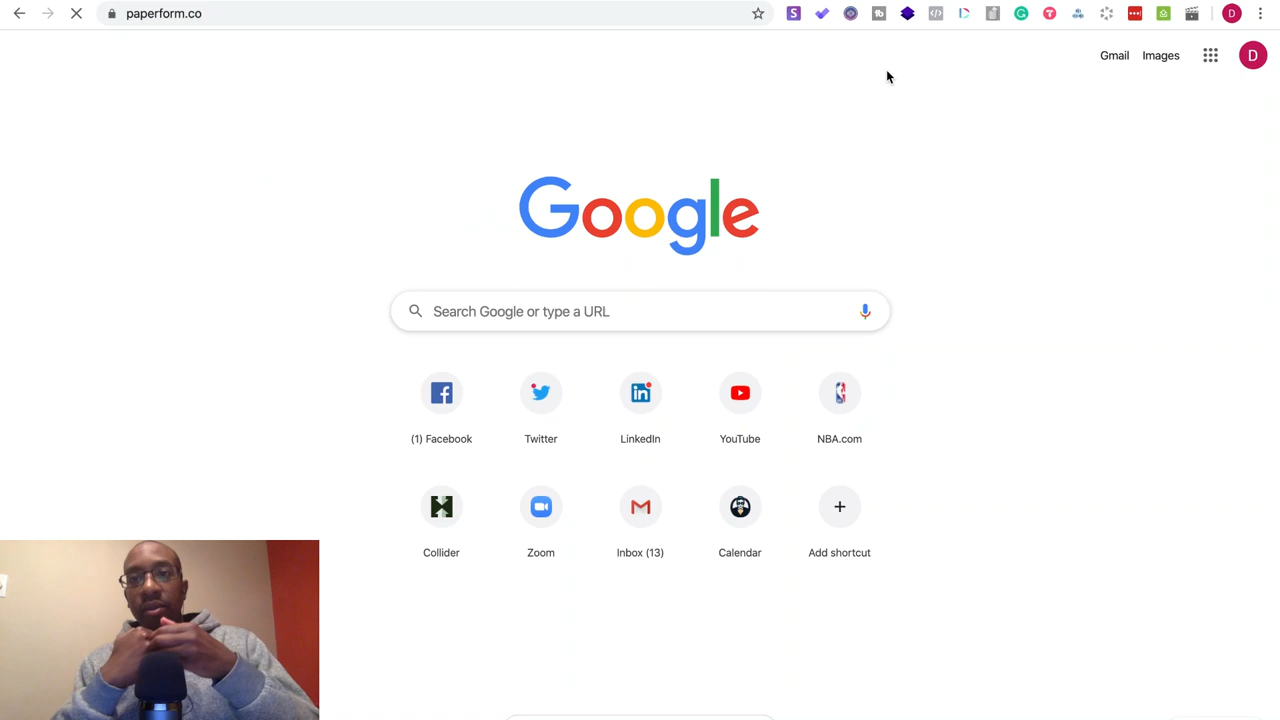 paperform.co
Gmail Images
D
D
Google
Search Google or type a URL
(1) Facebook
Twitter
LinkedIn
YouTube
NBA.com
Collider
Zoom
Inbox (13)
Calendar
Add shortcut